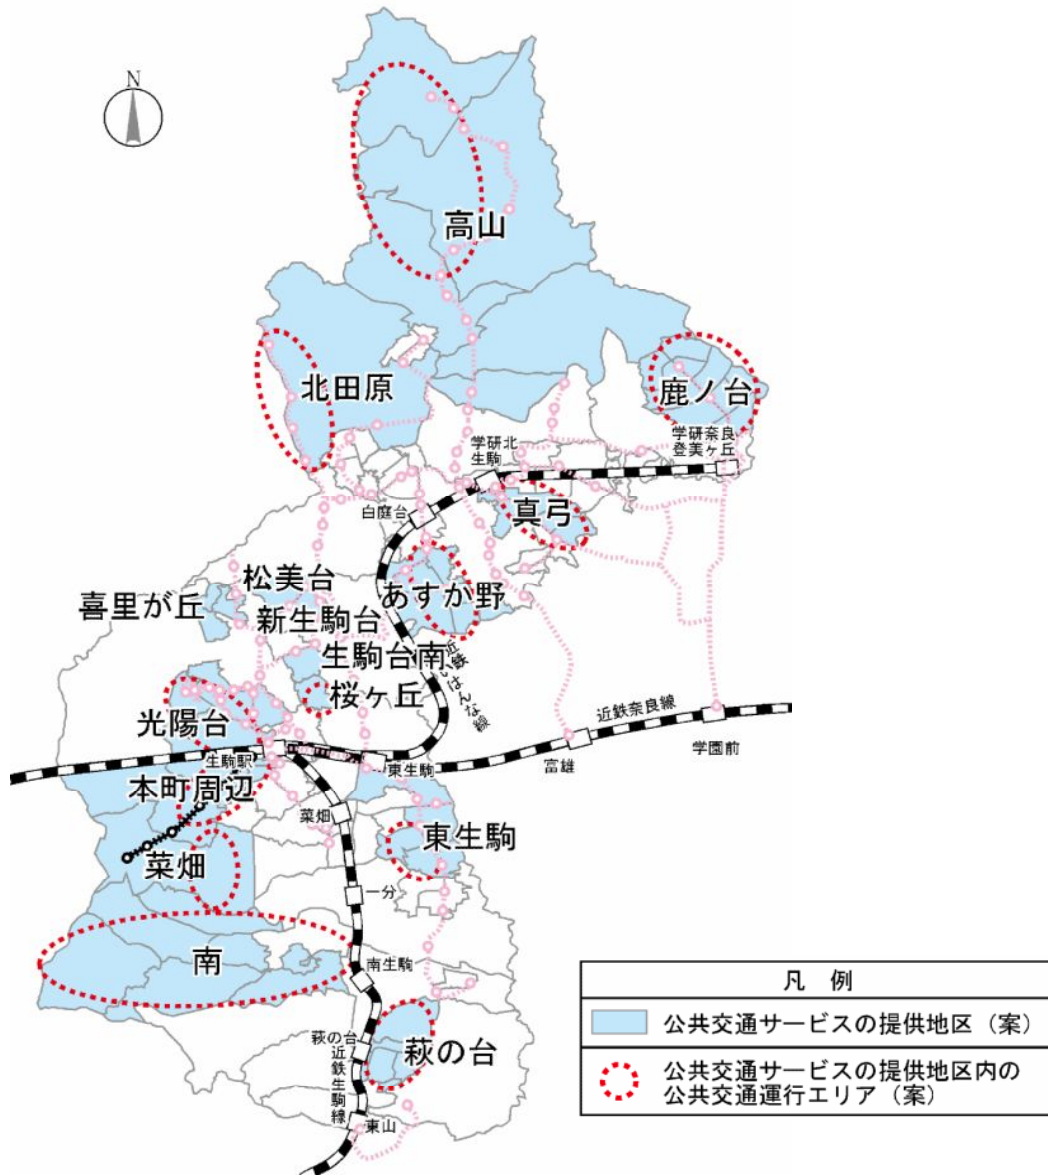 N
高山
北田原
鹿ノ台
学研奈良
登美ヶ丘
学研北
生駒
白庭台
真弓
松美台
あすか野
喜里が丘
新生駒台
生駒台南
近鉄けいはんな線
桜ヶ丘
光陽台
近鉄奈良線
生駒駅
東生駒
富雄
学園前
本町周辺
菜畑
東生駒
菜畑
一分
南
南生駒
萩の台
萩の台
近鉄生駒線
東山
凡 例
公共交通サービスの提供地区（案）
公共交通サービスの提供地区内の
公共交通運行エリア（案）